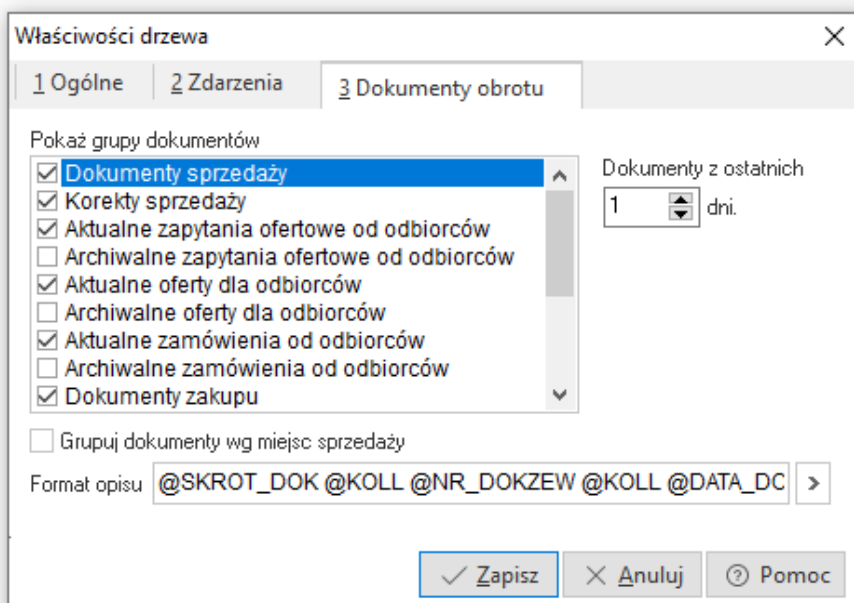 Właściwości drzewa
1 Ogólne
2 Zdarzenia
3 Dokumenty obrotu
Pokaż grupy dokumentów
Dokumenty sprzedaży
Korekty sprzedaży
Aktualne zapytania ofertowe od odbiorców
Archiwalne zapytania ofertowe od odbiorców
Aktualne oferty dla odbiorców
Archiwalne oferty dla odbiorców
Aktualne zamówienia od odbiorców
Archiwalne zamówienia od odbiorców
Dokumenty zakupu
Dokumenty z ostatnich
1 dni.
Grupuj dokumenty wg miejsc sprzedaży
Format opisu @SKROT_DOK @KOLL @NR_DOKZEW @KOLL @DATA_DO
Zapisz
Anuluj
Pomoc